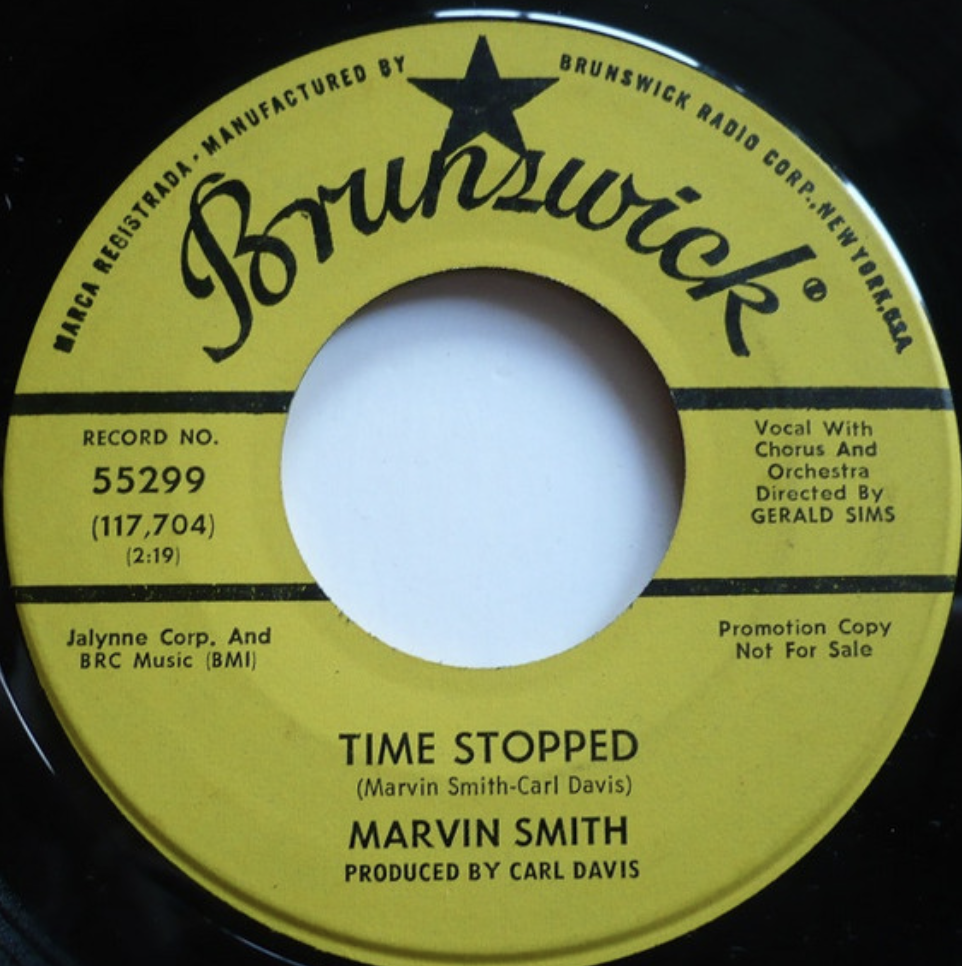 MARCA REGISTRADA · MANUFACTURED BY BRUNSWICK RADIO CORP., NEW YORK, USA
Brunswick ®
RECORD NO.
55299
(117,704)
(2:19)
Vocal With
Chorus And
Orchestra
Directed By
GERALD SIMS
Jalynne Corp. And
BRC Music (BMI)
Promotion Copy
Not For Sale
TIME STOPPED
(Marvin Smith-Carl Davis)
MARVIN SMITH
PRODUCED BY CARL DAVIS